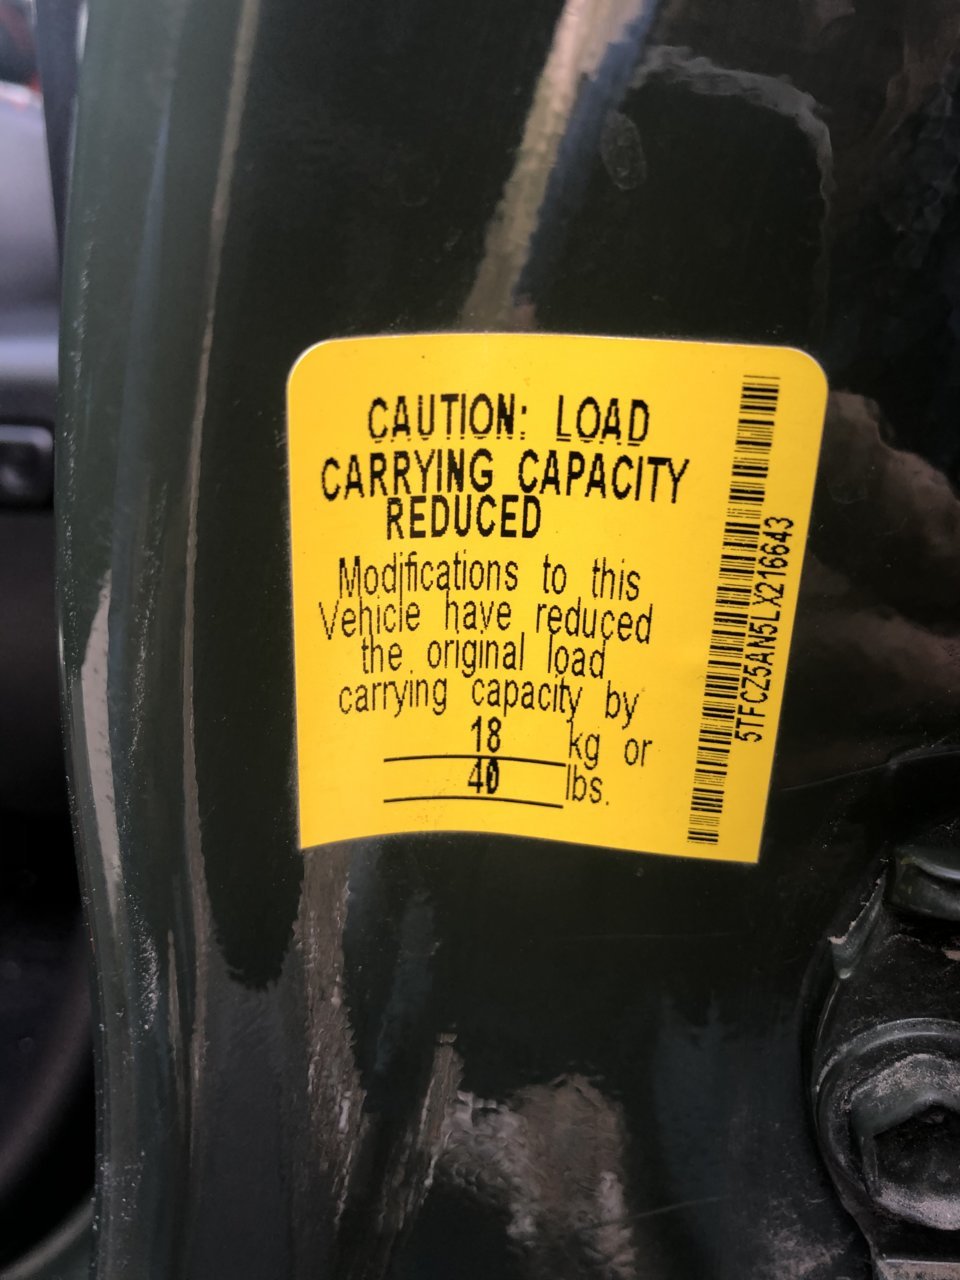 CAUTION: LOAD
CARRYING CAPACITY
REDUCED
Modifications to this
Vehicle have reduced
the original load
carrying capacity by
18 kg or
40 lbs.
5TFCZ5AN5LX216643